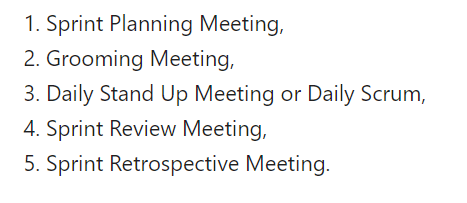 1. Sprint Planning Meeting,
2. Grooming Meeting,
3. Daily Stand Up Meeting or Daily Scrum,
4. Sprint Review Meeting,
5. Sprint Retrospective Meeting.